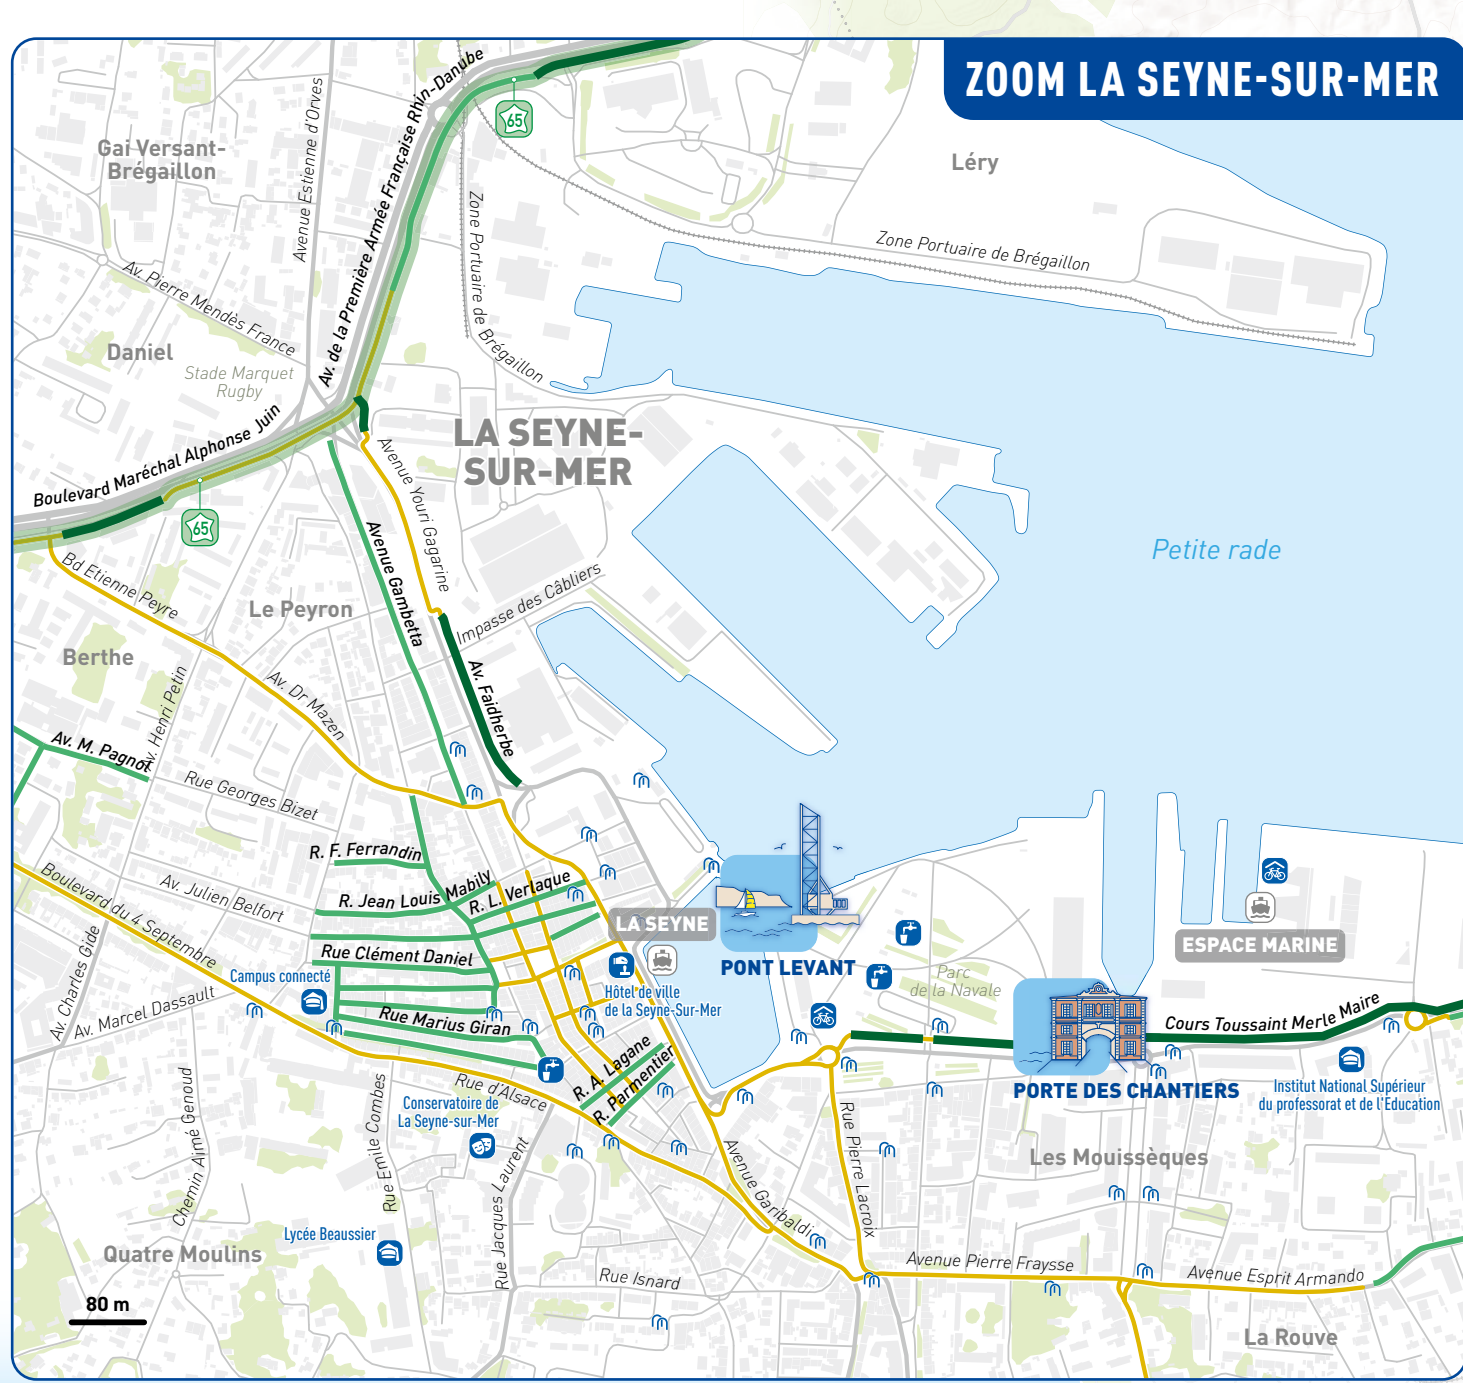 ZOOM LA SEYNE-SUR-MER
Gai Versant-
Brégaillon
Avenue Estienne d'Orves
Av. de la Première Armée Française Rhin-Danube
65
Léry
Zone Portuaire de Brégaillon
Zone Portuaire de Brégaillon
Av. Pierre Mendès France
Daniel
Stade Marquet
Rugby
Boulevard Maréchal Alphonse Juin
65
LA SEYNE-
SUR-MER
Avenue Youri Gagarine
Petite rade
Avenue Gambetta
Bd Etienne Peyre
Le Peyron
Impasse des Câbliers
Berthe
Av. Henri Petin
Av. Dr Mazen
Av. Faidherbe
Av. M. Pagnol
Rue Georges Bizet
R. F. Ferrandin
Av. Julien Belfort
R. Jean Louis Mabily
R. L. Verlaque
Boulevard du 4 Septembre
LA SEYNE
PONT LEVANT
ESPACE MARINE
Rue Clément Daniel
Campus connecté
Av. Charles Gide
Av. Marcel Dassault
Hôtel de ville
de la Seyne-Sur-Mer
Parc
de la Navale
Rue Marius Giran
Cours Toussaint Merle Maire
R. A. Lagane
R. Parmentier
Rue d'Alsace
PORTE DES CHANTIERS
Institut National Supérieur
du professorat et de l'Education
Conservatoire de
La Seyne-sur-Mer
Chemin Aimé Genoud
Rue Emile Combes
Rue Jacques Laurent
Avenue Garibaldi
Rue Pierre Lacroix
Les Mouissèques
Lycée Beaussier
Quatre Moulins
Rue Isnard
Avenue Pierre Fraysse
Avenue Esprit Armando
80 m
La Rouve